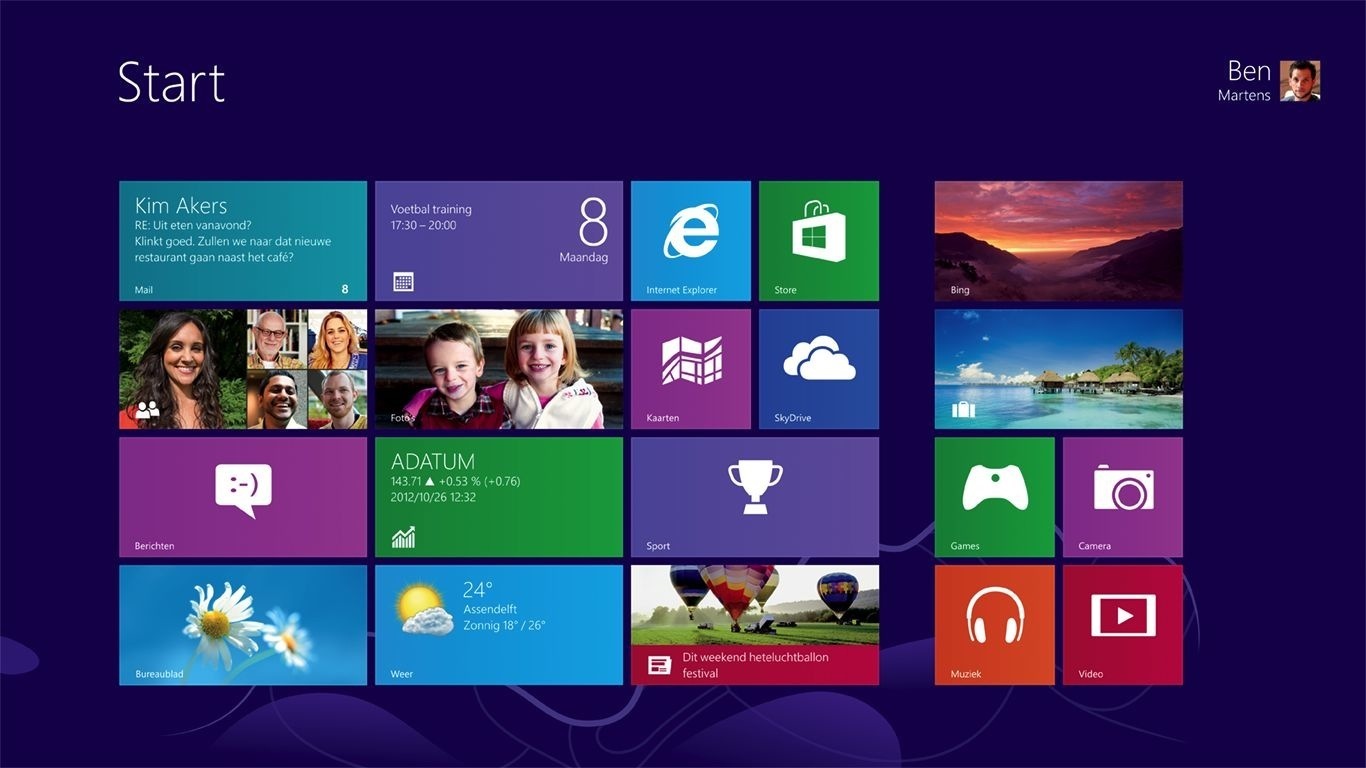 Start
Ben
Martens
Kim Akers
RE: Uit eten vanavond?
Klinkt goed. Zullen we naar dat nieuwe
restaurant gaan naast het café?
Mail 8
Voetbal training
17:30 – 20:00
8
Maandag
Internet Explorer
Store
Bing
Foto's
Kaarten
SkyDrive
Berichten
ADATUM
143.71 ▲ +0.53 % (+0.76)
2012/10/26 12:32
Sport
Games
Camera
Bureaublad
24°
Assendelft
Zonnig 18° / 26°
Weer
Dit weekend heteluchtballon
festival
Muziek
Video